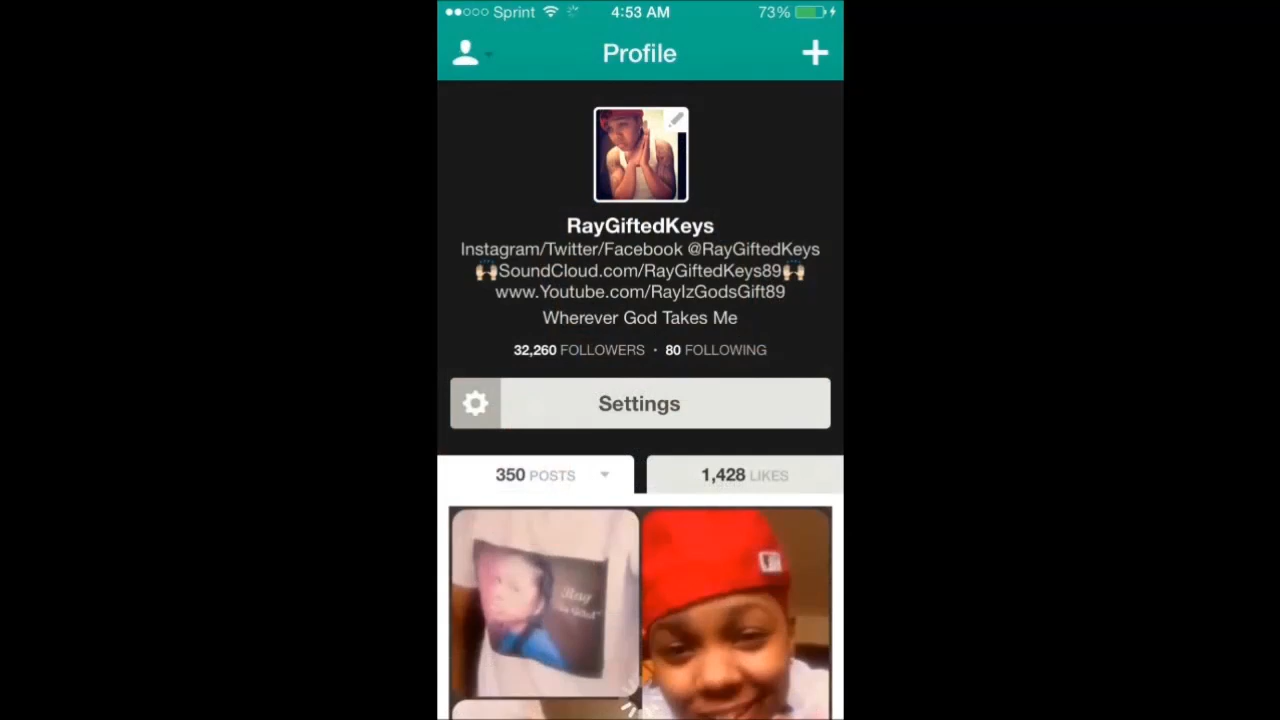 Sprint 4:53 AM 73%
Profile
RayGiftedKeys
Instagram/Twitter/Facebook @RayGiftedKeys
🙌SoundCloud.com/RayGiftedKeys89🙌
www.Youtube.com/RayIzGodsGift89
Wherever God Takes Me
32,260 FOLLOWERS · 80 FOLLOWING
Settings
350 POSTS 1,428 LIKES
Ray